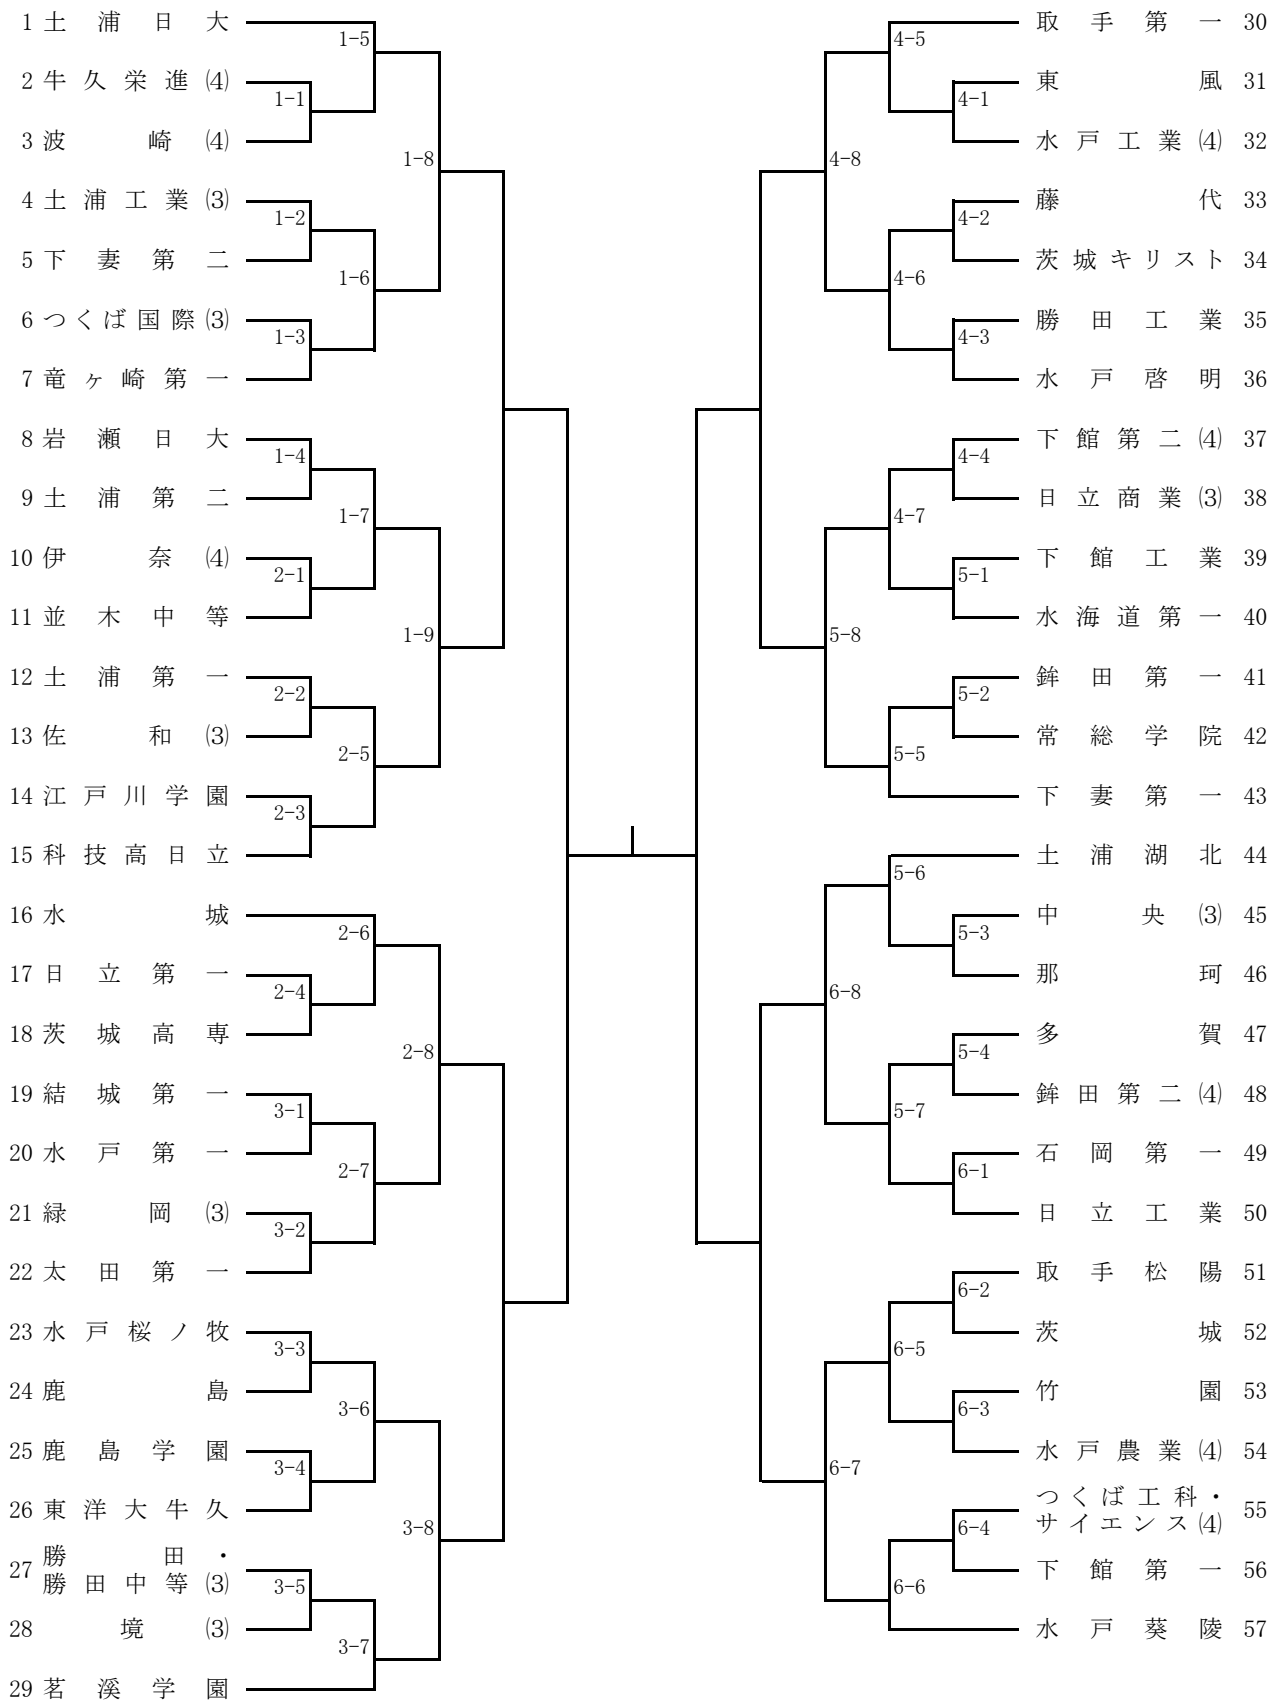 1 土浦日大
1-5
2 牛久栄進(4)
1-1
3 波崎(4)
1-8
4 土浦工業(3)
1-2
5 下妻第二
1-6
6 つくば国際(3)
1-3
7 竜ヶ崎第一
8 岩瀬日大
1-4
9 土浦第二
1-7
10 伊奈(4)
2-1
11 並木中等
1-9
12 土浦第一
2-2
13 佐和(3)
2-5
14 江戸川学園
2-3
15 科技高日立
16 水城
2-6
17 日立第一
2-4
18 茨城高専
2-8
19 結城第一
3-1
20 水戸第一
2-7
21 緑岡(3)
3-2
22 太田第一
23 水戸桜ノ牧
3-3
24 鹿島
3-6
25 鹿島学園
3-4
26 東洋大牛久
3-8
27 勝田・
勝田中等(3)
3-5
28 境(3)
3-7
29 茗溪学園
取手第一 30
4-5
東風 31
4-1
水戸工業(4) 32
4-8
藤代 33
4-2
茨城キリスト 34
4-6
勝田工業 35
4-3
水戸啓明 36
下館第二(4) 37
4-4
日立商業(3) 38
4-7
下館工業 39
5-1
水海道第一 40
5-8
鉾田第一 41
5-2
常総学院 42
5-5
下妻第一 43
土浦湖北 44
5-6
中央(3) 45
5-3
那珂 46
6-8
多賀 47
5-4
鉾田第二(4) 48
5-7
石岡第一 49
6-1
日立工業 50
取手松陽 51
6-2
茨城 52
6-5
竹園 53
6-3
水戸農業(4) 54
6-7
つくば工科・
サイエンス(4) 55
6-4
下館第一 56
6-6
水戸葵陵 57